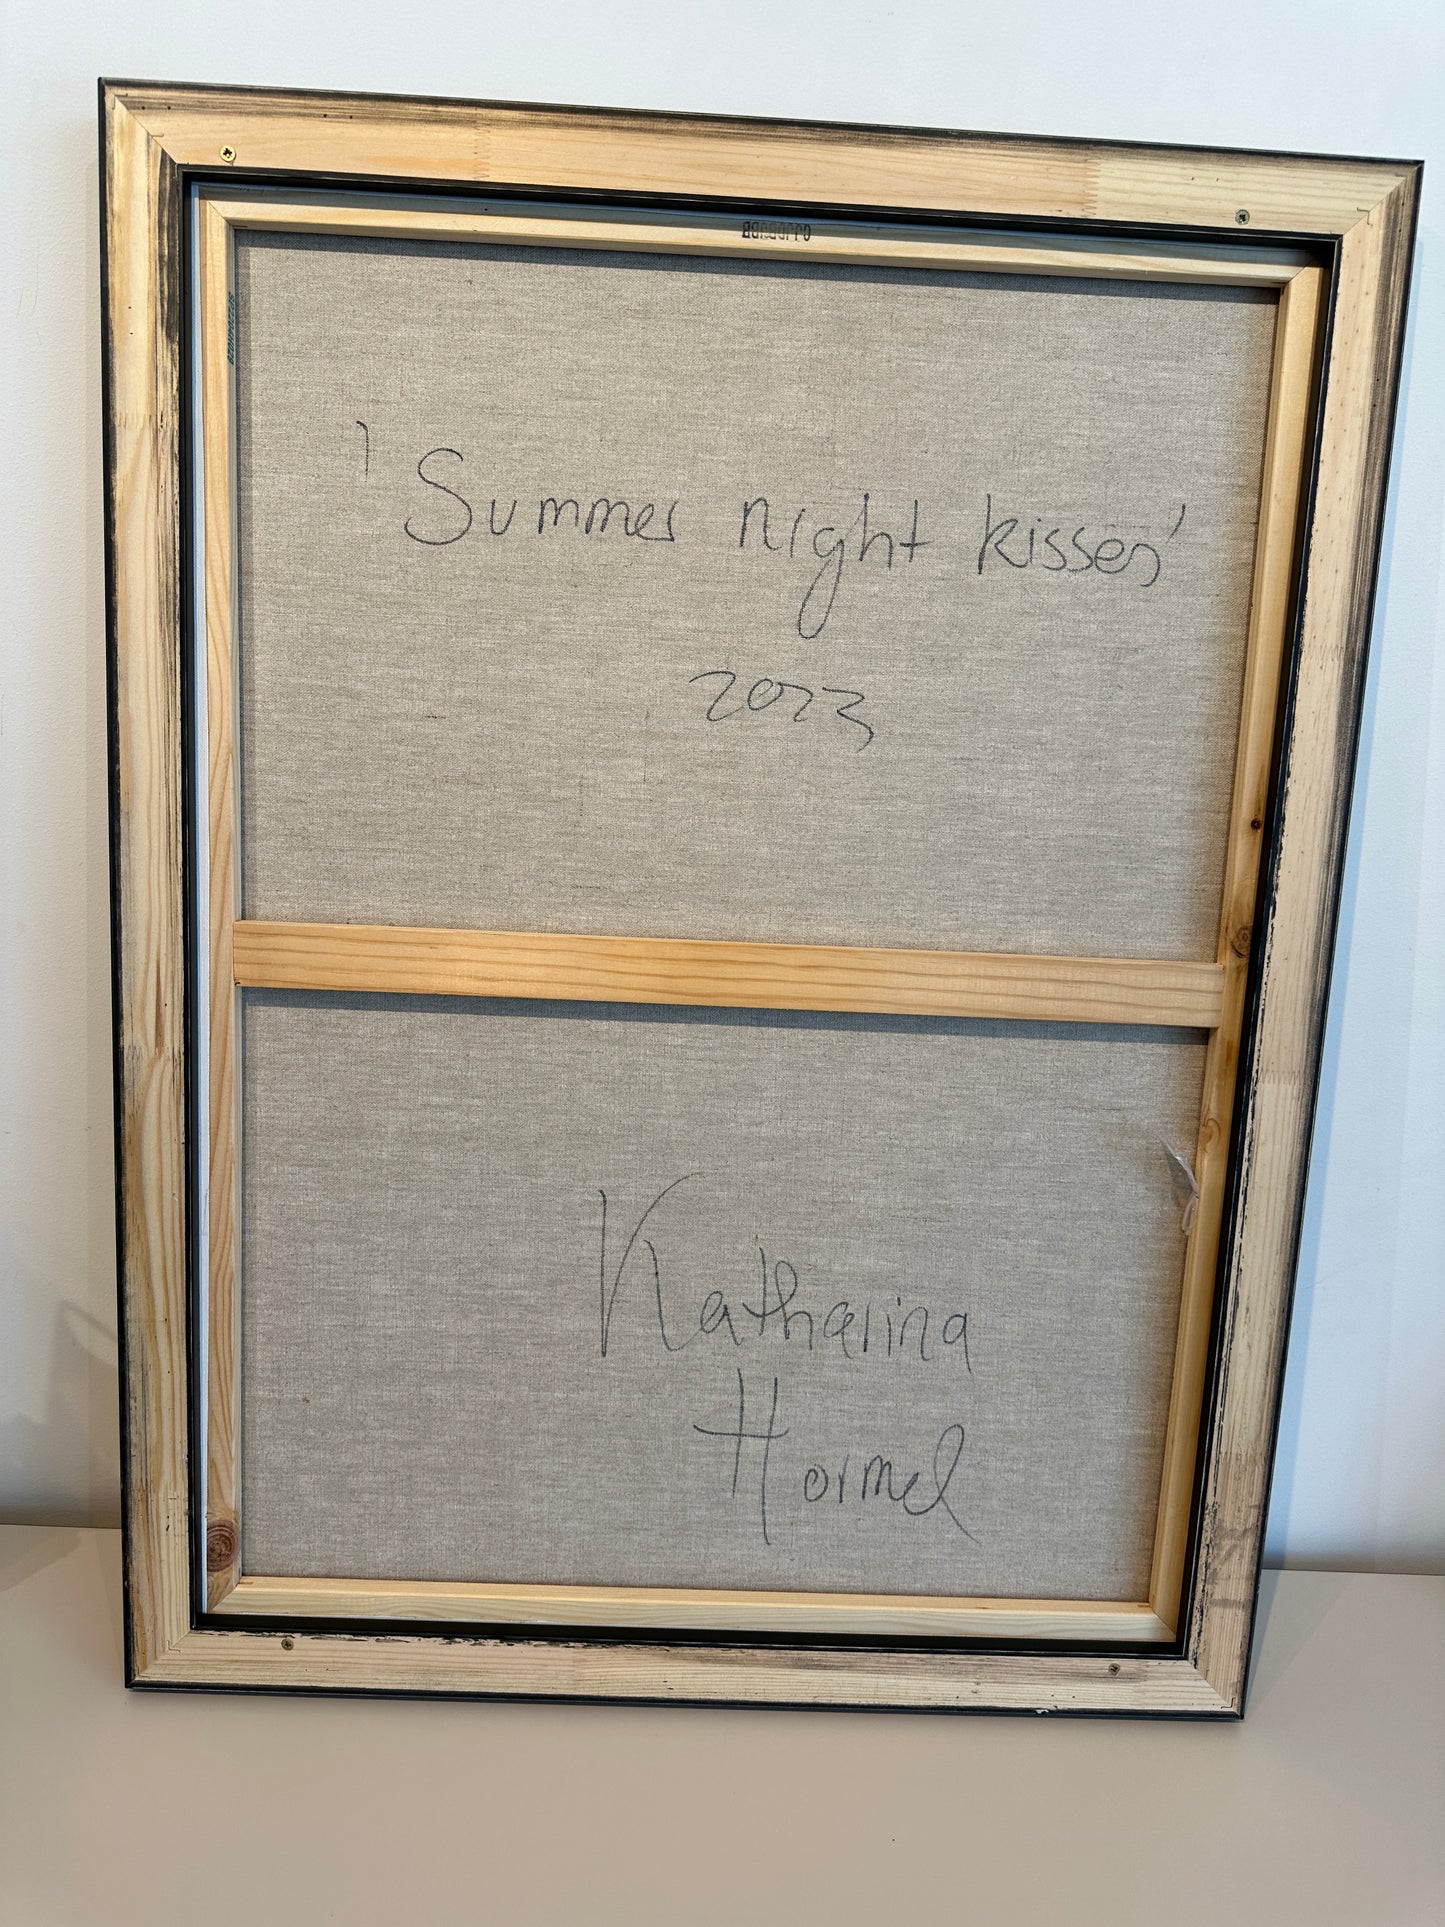 'Summer night kisses'
2023
Katharina
Hormel